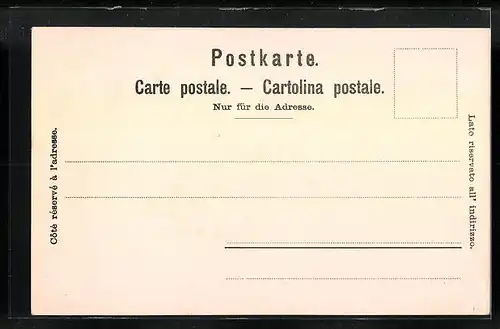 Postkarte.
Carte postale. — Cartolina postale.
Nur für die Adresse.
Côté réservé à l'adresse.
Lato riservato all' indirizzo.